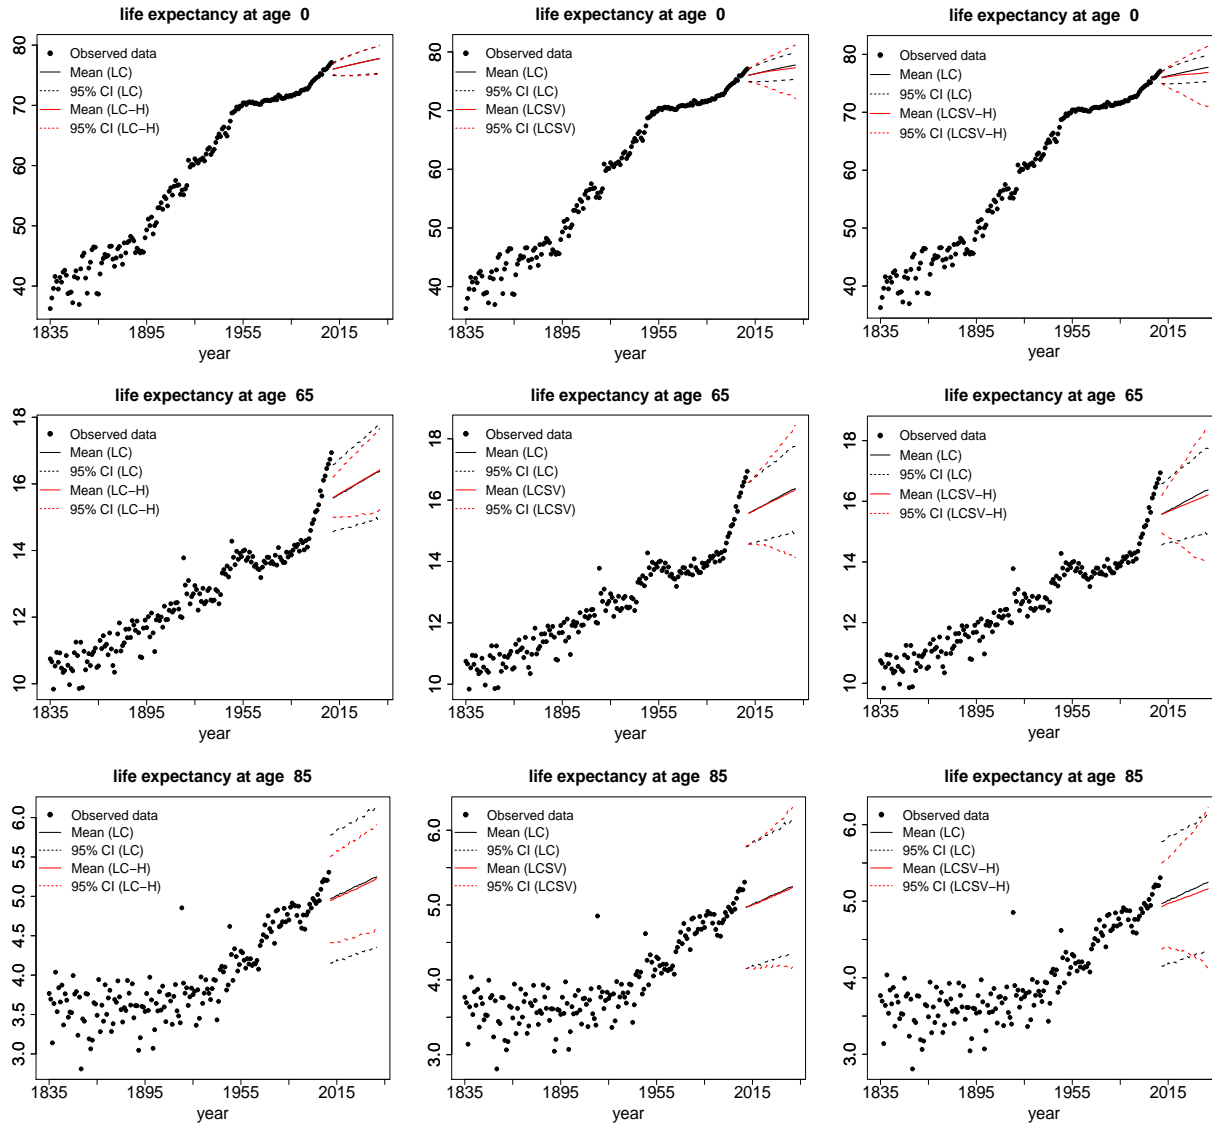 life expectancy at age 0
80
70
60
50
40
Observed data
Mean (LC)
95% CI (LC)
Mean (LC−H)
95% CI (LC−H)
1835 1895 1955 2015
year
life expectancy at age 0
80
70
60
50
40
Observed data
Mean (LC)
95% CI (LC)
Mean (LCSV)
95% CI (LCSV)
1835 1895 1955 2015
year
life expectancy at age 0
80
70
60
50
40
Observed data
Mean (LC)
95% CI (LC)
Mean (LCSV−H)
95% CI (LCSV−H)
1835 1895 1955 2015
year
life expectancy at age 65
18
16
14
12
10
Observed data
Mean (LC)
95% CI (LC)
Mean (LC−H)
95% CI (LC−H)
1835 1895 1955 2015
year
life expectancy at age 65
18
16
14
12
10
Observed data
Mean (LC)
95% CI (LC)
Mean (LCSV)
95% CI (LCSV)
1835 1895 1955 2015
year
life expectancy at age 65
18
16
14
12
10
Observed data
Mean (LC)
95% CI (LC)
Mean (LCSV−H)
95% CI (LCSV−H)
1835 1895 1955 2015
year
life expectancy at age 85
6.0
5.5
5.0
4.5
4.0
3.5
3.0
Observed data
Mean (LC)
95% CI (LC)
Mean (LC−H)
95% CI (LC−H)
1835 1895 1955 2015
year
life expectancy at age 85
6.0
5.0
4.0
3.0
Observed data
Mean (LC)
95% CI (LC)
Mean (LCSV)
95% CI (LCSV)
1835 1895 1955 2015
year
life expectancy at age 85
6.0
5.0
4.0
3.0
Observed data
Mean (LC)
95% CI (LC)
Mean (LCSV−H)
95% CI (LCSV−H)
1835 1895 1955 2015
year